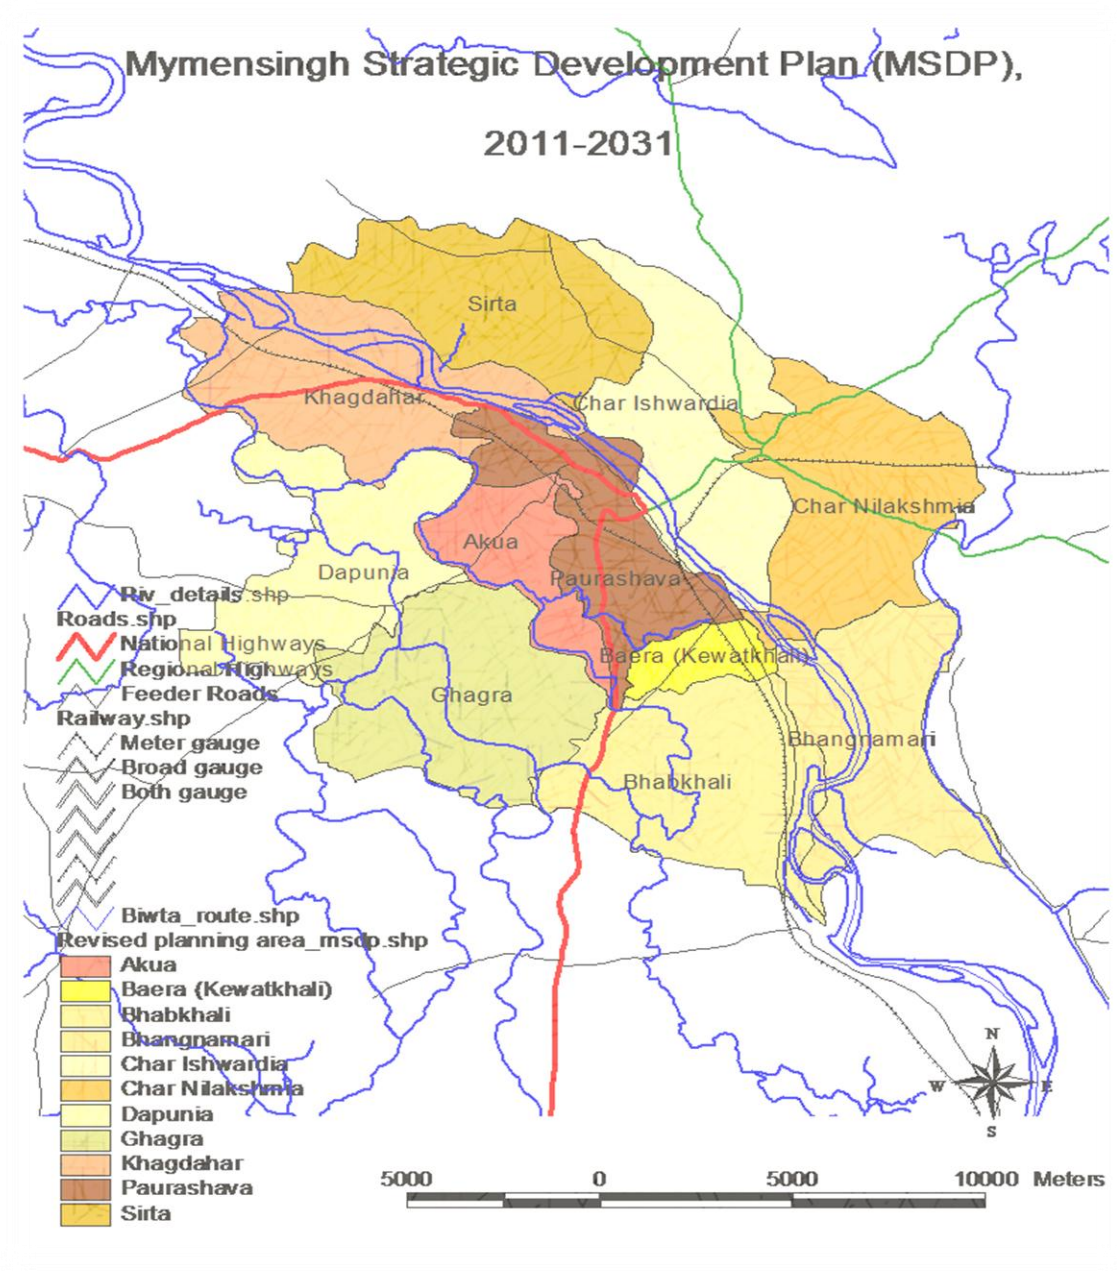 Mymensingh Strategic Development Plan (MSDP),
2011-2031
Sirta
Khagdahar
Char Ishwardia
Char Nilakshmia
Akua
Dapunia
Paurashava
Baera (Kewatkhali)
Ghagra
Bhangnamari
Bhabkhali
Riv_details.shp
Roads.shp
National Highways
Regional Highways
Feeder Roads
Railway.shp
Meter gauge
Broad gauge
Both gauge
Biwta_route.shp
Revised planning area_msdp.shp
Akua
Baera (Kewatkhali)
Bhabkhali
Bhangnamari
Char Ishwardia
Char Nilakshmia
Dapunia
Ghagra
Khagdahar
Paurashava
Sirta
N
W E
S
5000 0 5000 10000 Meters